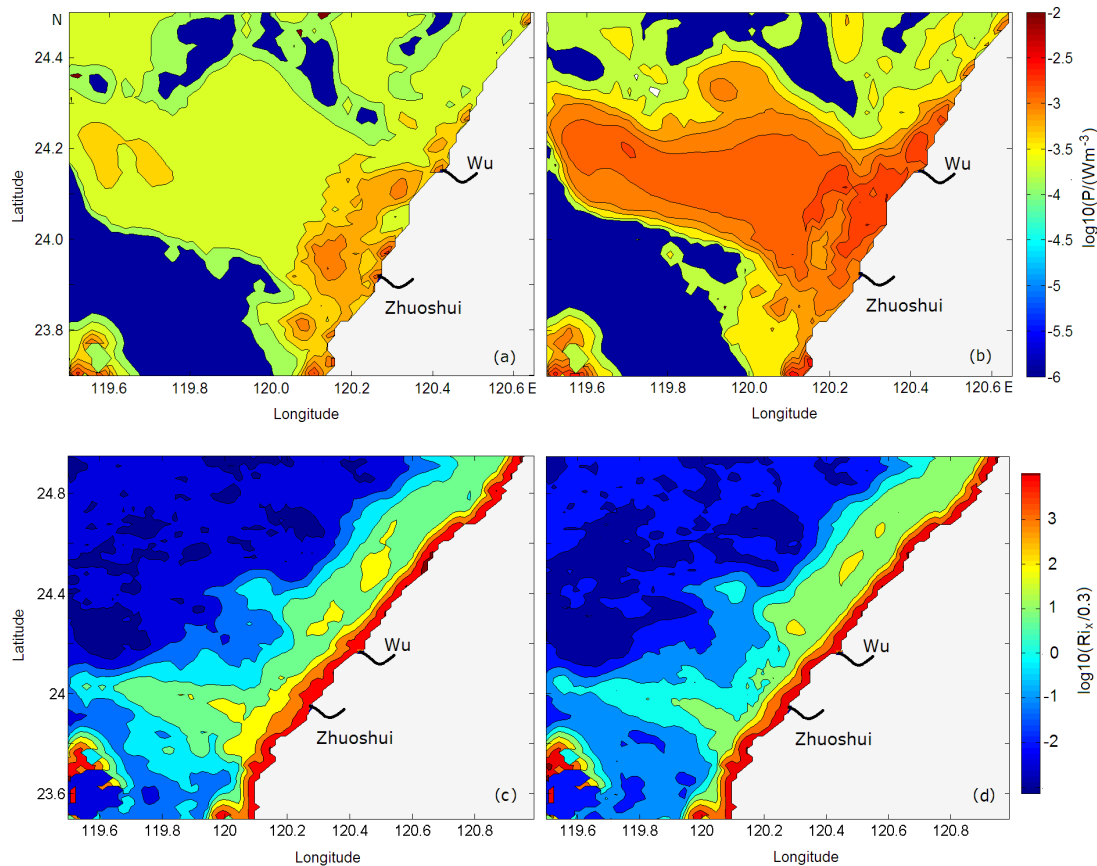 N
24.4
24.2
24.0
23.8
Latitude
119.6
119.8
120.0
120.2
120.4
120.6 E
Longitude
Wu
Zhuoshui
(a)
119.6
119.8
120.0
120.2
120.4
120.6 E
Longitude
Wu
Zhuoshui
(b)
-2
-2.5
-3
-3.5
-4
-4.5
-5
-5.5
-6
log10(P/(Wm-3)
24.8
24.4
24
23.6
Latitude
119.6
119.8
120
120.2
120.4
120.6
120.8
Longitude
Wu
Zhuoshui
(c)
119.6
119.8
120
120.2
120.4
120.6
120.8
Longitude
Wu
Zhuoshui
(d)
3
2
1
0
-1
-2
log10(Rix/0.3)